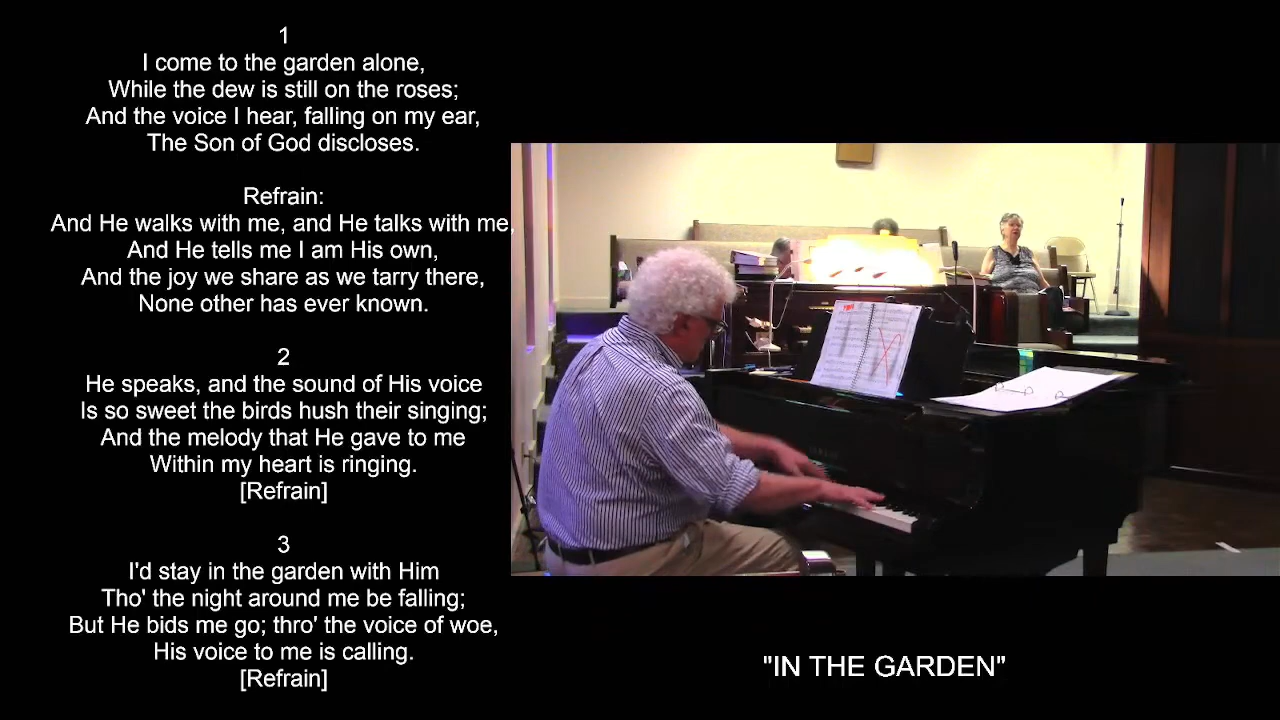 1
I come to the garden alone,
While the dew is still on the roses;
And the voice I hear, falling on my ear,
The Son of God discloses.
Refrain:
And He walks with me, and He talks with me,
And He tells me I am His own,
And the joy we share as we tarry there,
None other has ever known.
2
He speaks, and the sound of His voice
Is so sweet the birds hush their singing;
And the melody that He gave to me
Within my heart is ringing.
[Refrain]
3
I'd stay in the garden with Him
Tho' the night around me be falling;
But He bids me go; thro' the voice of woe,
His voice to me is calling.
[Refrain]
"IN THE GARDEN"